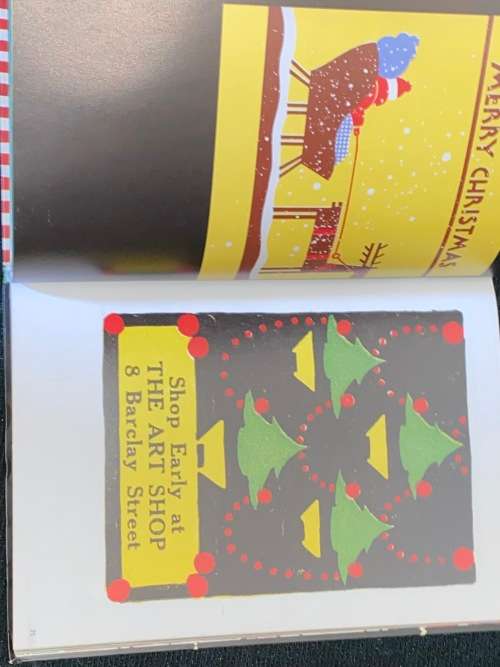 MERRY CHRISTMAS
Shop Early at
THE ART SHOP
8 Barclay Street